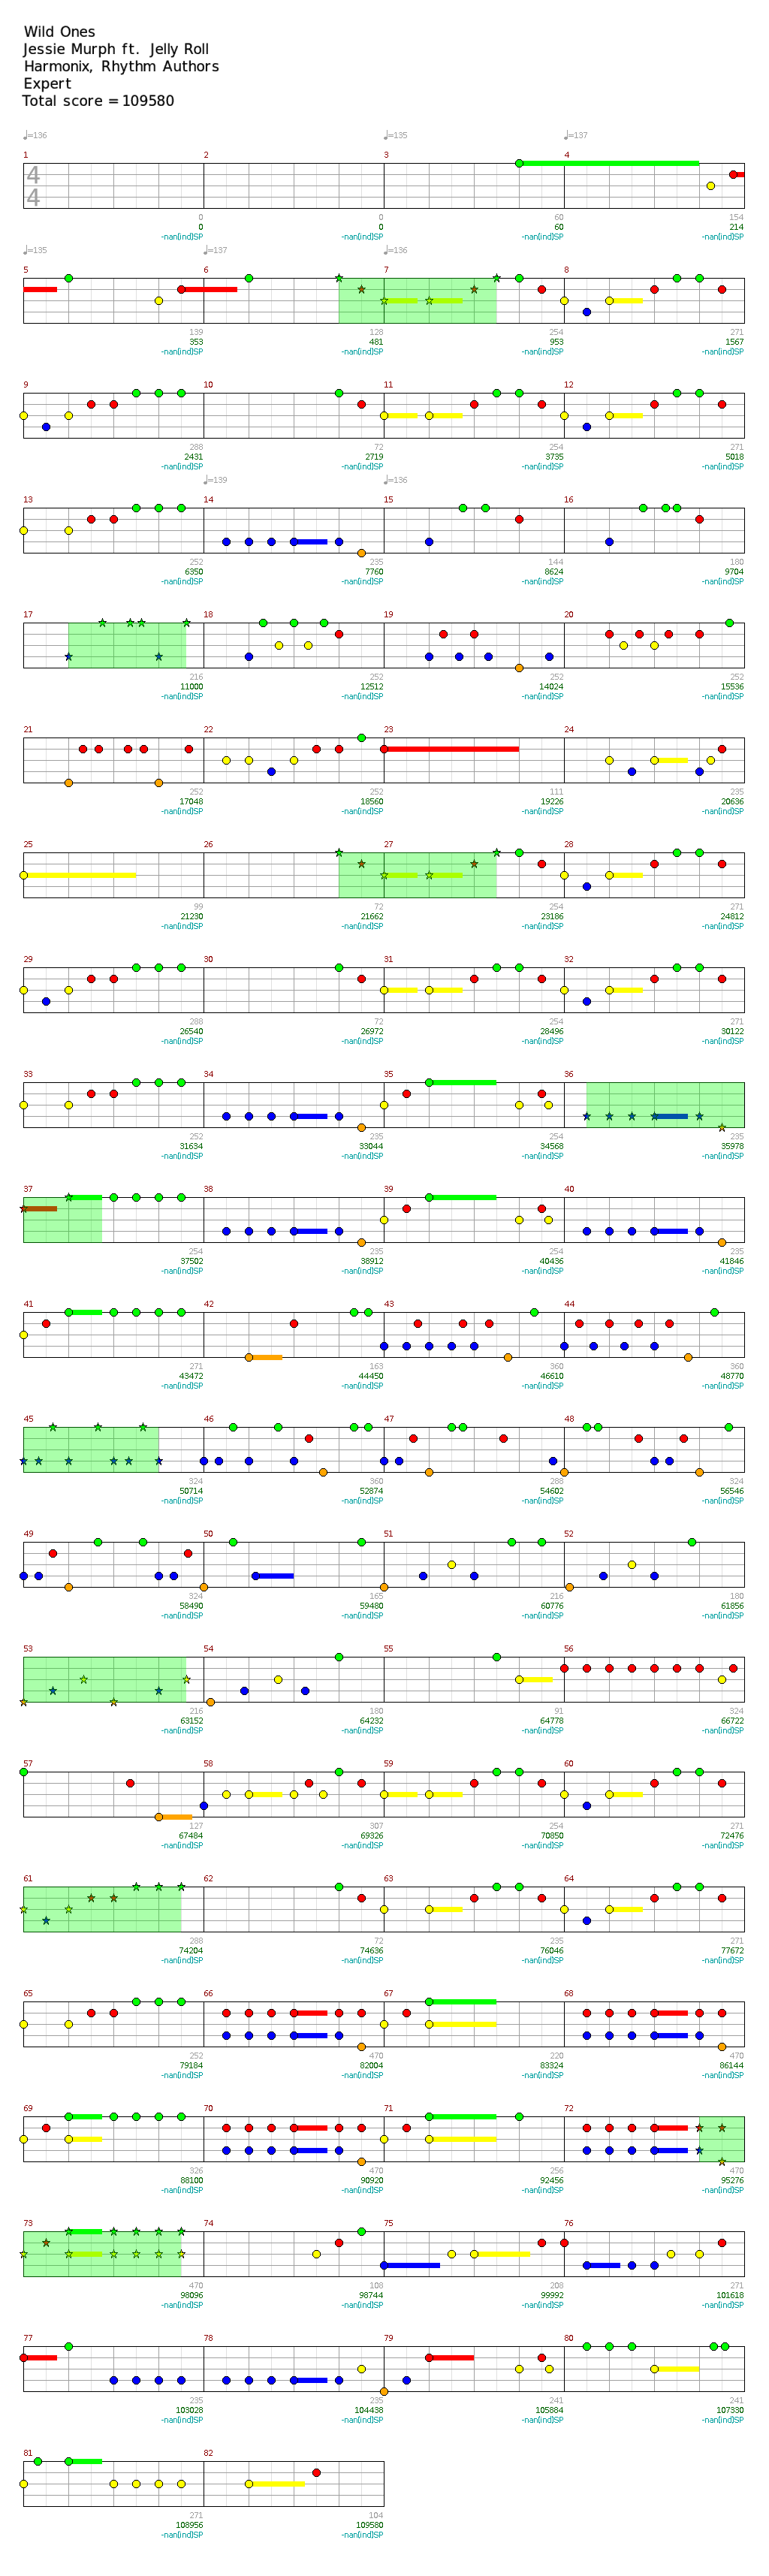 Wild Ones
Jessie Murph ft. Jelly Roll
Harmonix, Rhythm Authors
Expert
Total score = 109580
♩=136 ♩=135 ♩=137
1 2 3 4
4
4
0 0 60 154
0 0 60 214
-nan(ind)SP -nan(ind)SP -nan(ind)SP -nan(ind)SP
♩=135 ♩=137 ♩=136
5 6 7 8
139 128 254 271
353 481 953 1567
-nan(ind)SP -nan(ind)SP -nan(ind)SP -nan(ind)SP
9 10 11 12
288 72 254 271
2431 2719 3735 5018
-nan(ind)SP -nan(ind)SP -nan(ind)SP -nan(ind)SP
♩=139 ♩=136
13 14 15 16
252 235 144 180
6350 7760 8624 9704
-nan(ind)SP -nan(ind)SP -nan(ind)SP -nan(ind)SP
17 18 19 20
216 252 252 252
11000 12512 14024 15536
-nan(ind)SP -nan(ind)SP -nan(ind)SP -nan(ind)SP
21 22 23 24
252 252 111 235
17048 18560 19226 20636
-nan(ind)SP -nan(ind)SP -nan(ind)SP -nan(ind)SP
25 26 27 28
99 72 254 271
21230 21662 23186 24812
-nan(ind)SP -nan(ind)SP -nan(ind)SP -nan(ind)SP
29 30 31 32
288 72 254 271
26540 26972 28496 30122
-nan(ind)SP -nan(ind)SP -nan(ind)SP -nan(ind)SP
33 34 35 36
252 235 254 235
31634 33044 34568 35978
-nan(ind)SP -nan(ind)SP -nan(ind)SP -nan(ind)SP
37 38 39 40
254 235 254 235
37502 38912 40436 41846
-nan(ind)SP -nan(ind)SP -nan(ind)SP -nan(ind)SP
41 42 43 44
271 163 360 360
43472 44450 46610 48770
-nan(ind)SP -nan(ind)SP -nan(ind)SP -nan(ind)SP
45 46 47 48
324 360 288 324
50714 52874 54602 56546
-nan(ind)SP -nan(ind)SP -nan(ind)SP -nan(ind)SP
49 50 51 52
324 165 216 180
58490 59480 60776 61856
-nan(ind)SP -nan(ind)SP -nan(ind)SP -nan(ind)SP
53 54 55 56
216 180 91 324
63152 64232 64778 66722
-nan(ind)SP -nan(ind)SP -nan(ind)SP -nan(ind)SP
57 58 59 60
127 307 254 271
67484 69326 70850 72476
-nan(ind)SP -nan(ind)SP -nan(ind)SP -nan(ind)SP
61 62 63 64
288 72 235 271
74204 74636 76046 77672
-nan(ind)SP -nan(ind)SP -nan(ind)SP -nan(ind)SP
65 66 67 68
252 470 220 470
79184 82004 83324 86144
-nan(ind)SP -nan(ind)SP -nan(ind)SP -nan(ind)SP
69 70 71 72
326 470 256 470
88100 90920 92456 95276
-nan(ind)SP -nan(ind)SP -nan(ind)SP -nan(ind)SP
73 74 75 76
470 108 208 271
98096 98744 99992 101618
-nan(ind)SP -nan(ind)SP -nan(ind)SP -nan(ind)SP
77 78 79 80
235 235 241 241
103028 104438 105884 107330
-nan(ind)SP -nan(ind)SP -nan(ind)SP -nan(ind)SP
81 82
271 104
108956 109580
-nan(ind)SP -nan(ind)SP